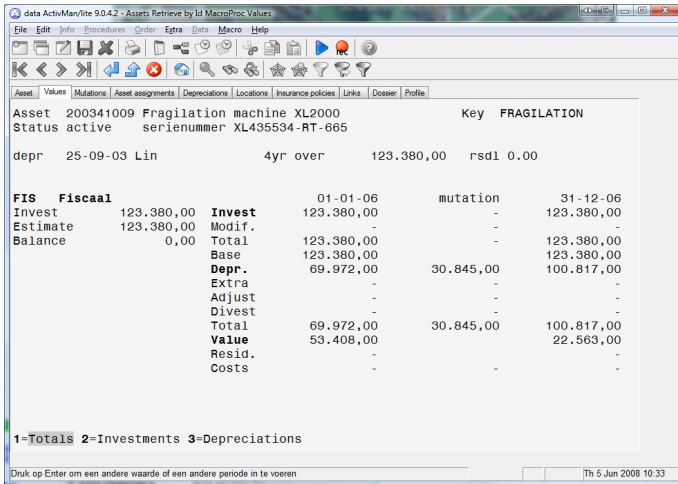 data ActivMan/lite 9.0.4.2 - Assets Retrieve by Id MacroProc Values
File Edit Info Procedures Order Extra Data Macro Help
rec
Asset Values Mutations Asset assignments Depreciations Locations Insurance policies Links Dossier Profile
Asset 200341009 Fragilation machine XL2000 Key FRAGILATION
Status active serienummer XL435534-RT-665
depr 25-09-03 Lin 4yr over 123.380,00 rsdl 0.00
FIS Fiscaal 01-01-06 mutation 31-12-06
Invest 123.380,00 Invest 123.380,00 - 123.380,00
Estimate 123.380,00 Modif. - - -
Balance 0,00 Total 123.380,00 - 123.380,00
Base 123.380,00 123.380,00
Depr. 69.972,00 30.845,00 100.817,00
Extra - - -
Adjust - - -
Divest - - -
Total 69.972,00 30.845,00 100.817,00
Value 53.408,00 22.563,00
Resid. - -
Costs - - -
1=Totals 2=Investments 3=Depreciations
Druk op Enter om een andere waarde of een andere periode in te voeren
Th 5 Jun 2008 10:33